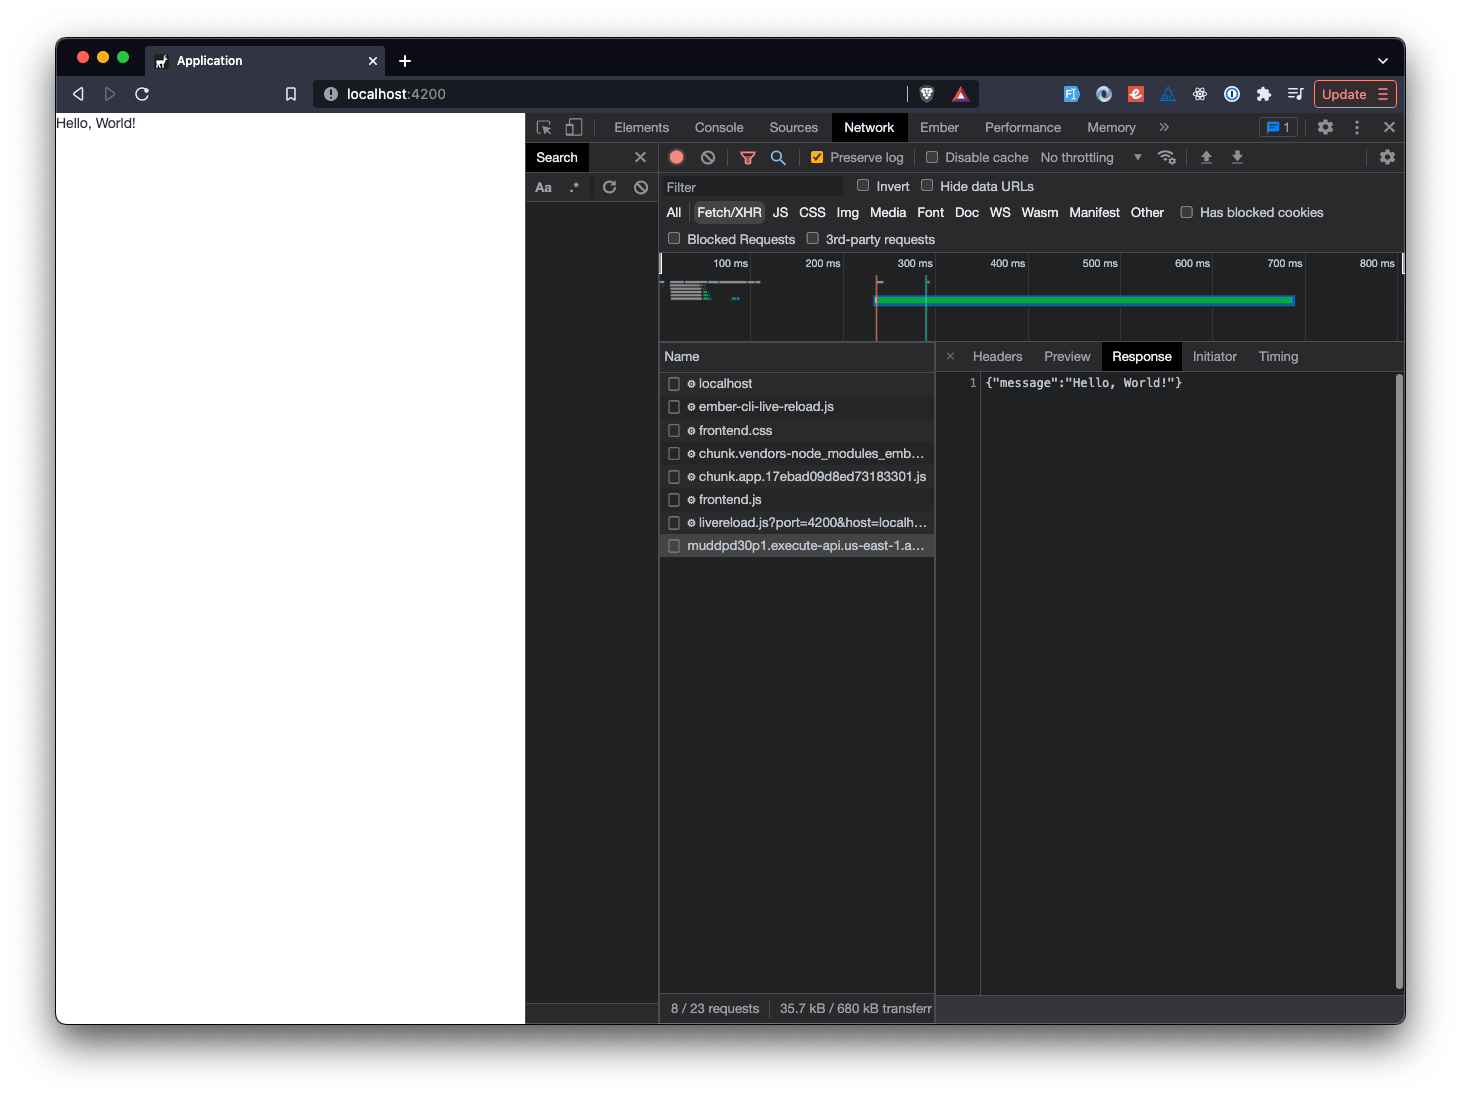 Application
localhost:4200
Update
Hello, World!
Elements Console Sources Network Ember Performance Memory 1
Search
Preserve log Disable cache No throttling
Aa .*
Filter Invert Hide data URLs
All Fetch/XHR JS CSS Img Media Font Doc WS Wasm Manifest Other Has blocked cookies
Blocked Requests 3rd-party requests
100 ms 200 ms 300 ms 400 ms 500 ms 600 ms 700 ms 800 ms
Name
Headers Preview Response Initiator Timing
localhost
1 {"message":"Hello, World!"}
ember-cli-live-reload.js
frontend.css
chunk.vendors-node_modules_emb…
chunk.app.17ebad09d8ed73183301.js
frontend.js
livereload.js?port=4200&host=localh…
muddpd30p1.execute-api.us-east-1.a…
8 / 23 requests 35.7 kB / 680 kB transferr